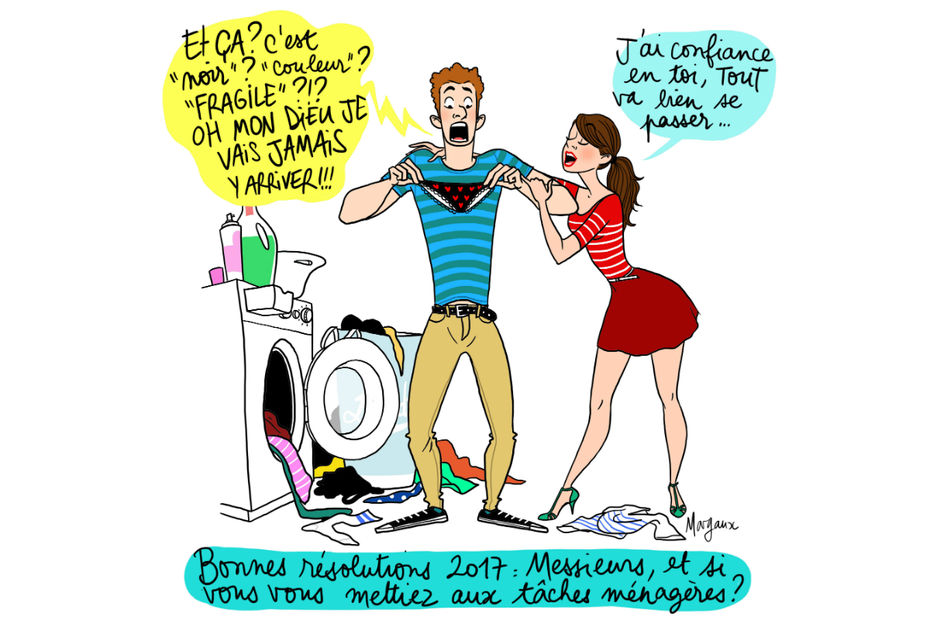 Et ÇA? c'est
"noir"? "couleur"?
"FRAGILE"?!?
OH MON DIEU JE
VAIS JAMAIS
Y ARRIVER!!!
J'ai confiance
en toi, TOUT
va bien se
passer...
Margaux
Bonnes résolutions 2017: Messieurs, et si
vous vous mettiez aux tâches ménagères?